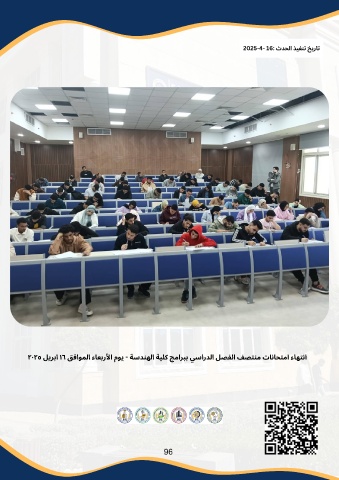 تاريخ تنفيذ الحدث :16 -4-2025
انتهاء امتحانات منتصف الفصل الدراسي ببرامج كلية الهندسة - يوم الأربعاء الموافق ١٦ ابريل ٢٠٢٥
96